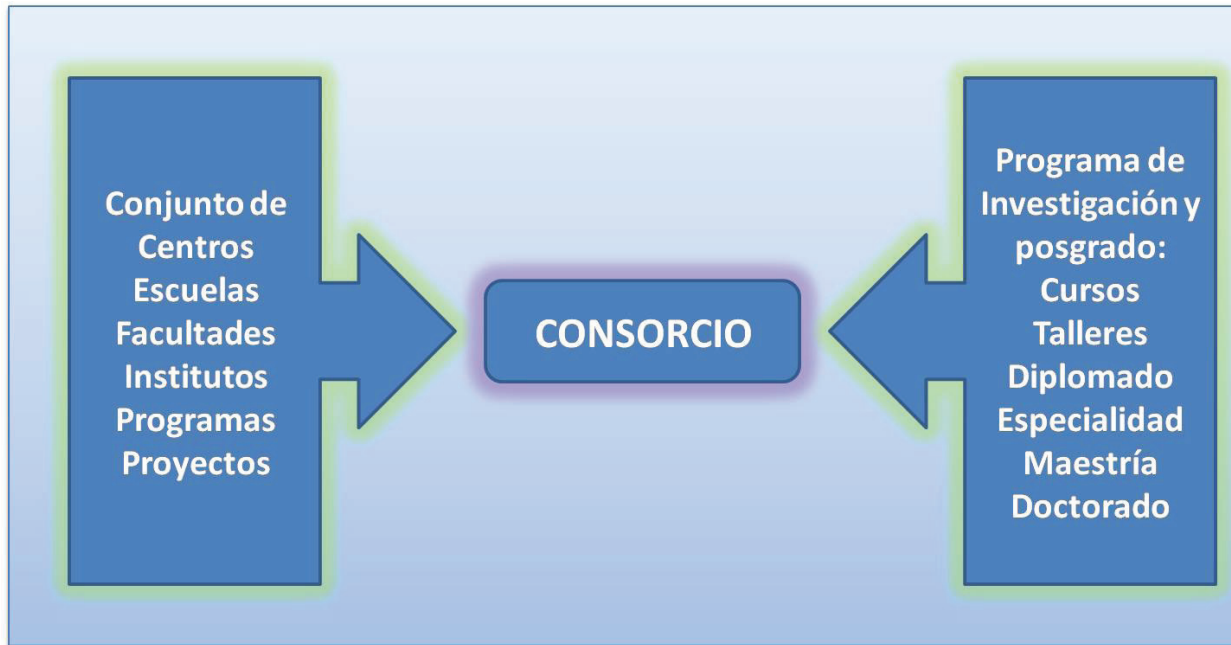 Conjunto de
Centros
Escuelas
Facultades
Institutos
Programas
Proyectos
CONSORCIO
Programa de
Investigación y
posgrado:
Cursos
Talleres
Diplomado
Especialidad
Maestría
Doctorado